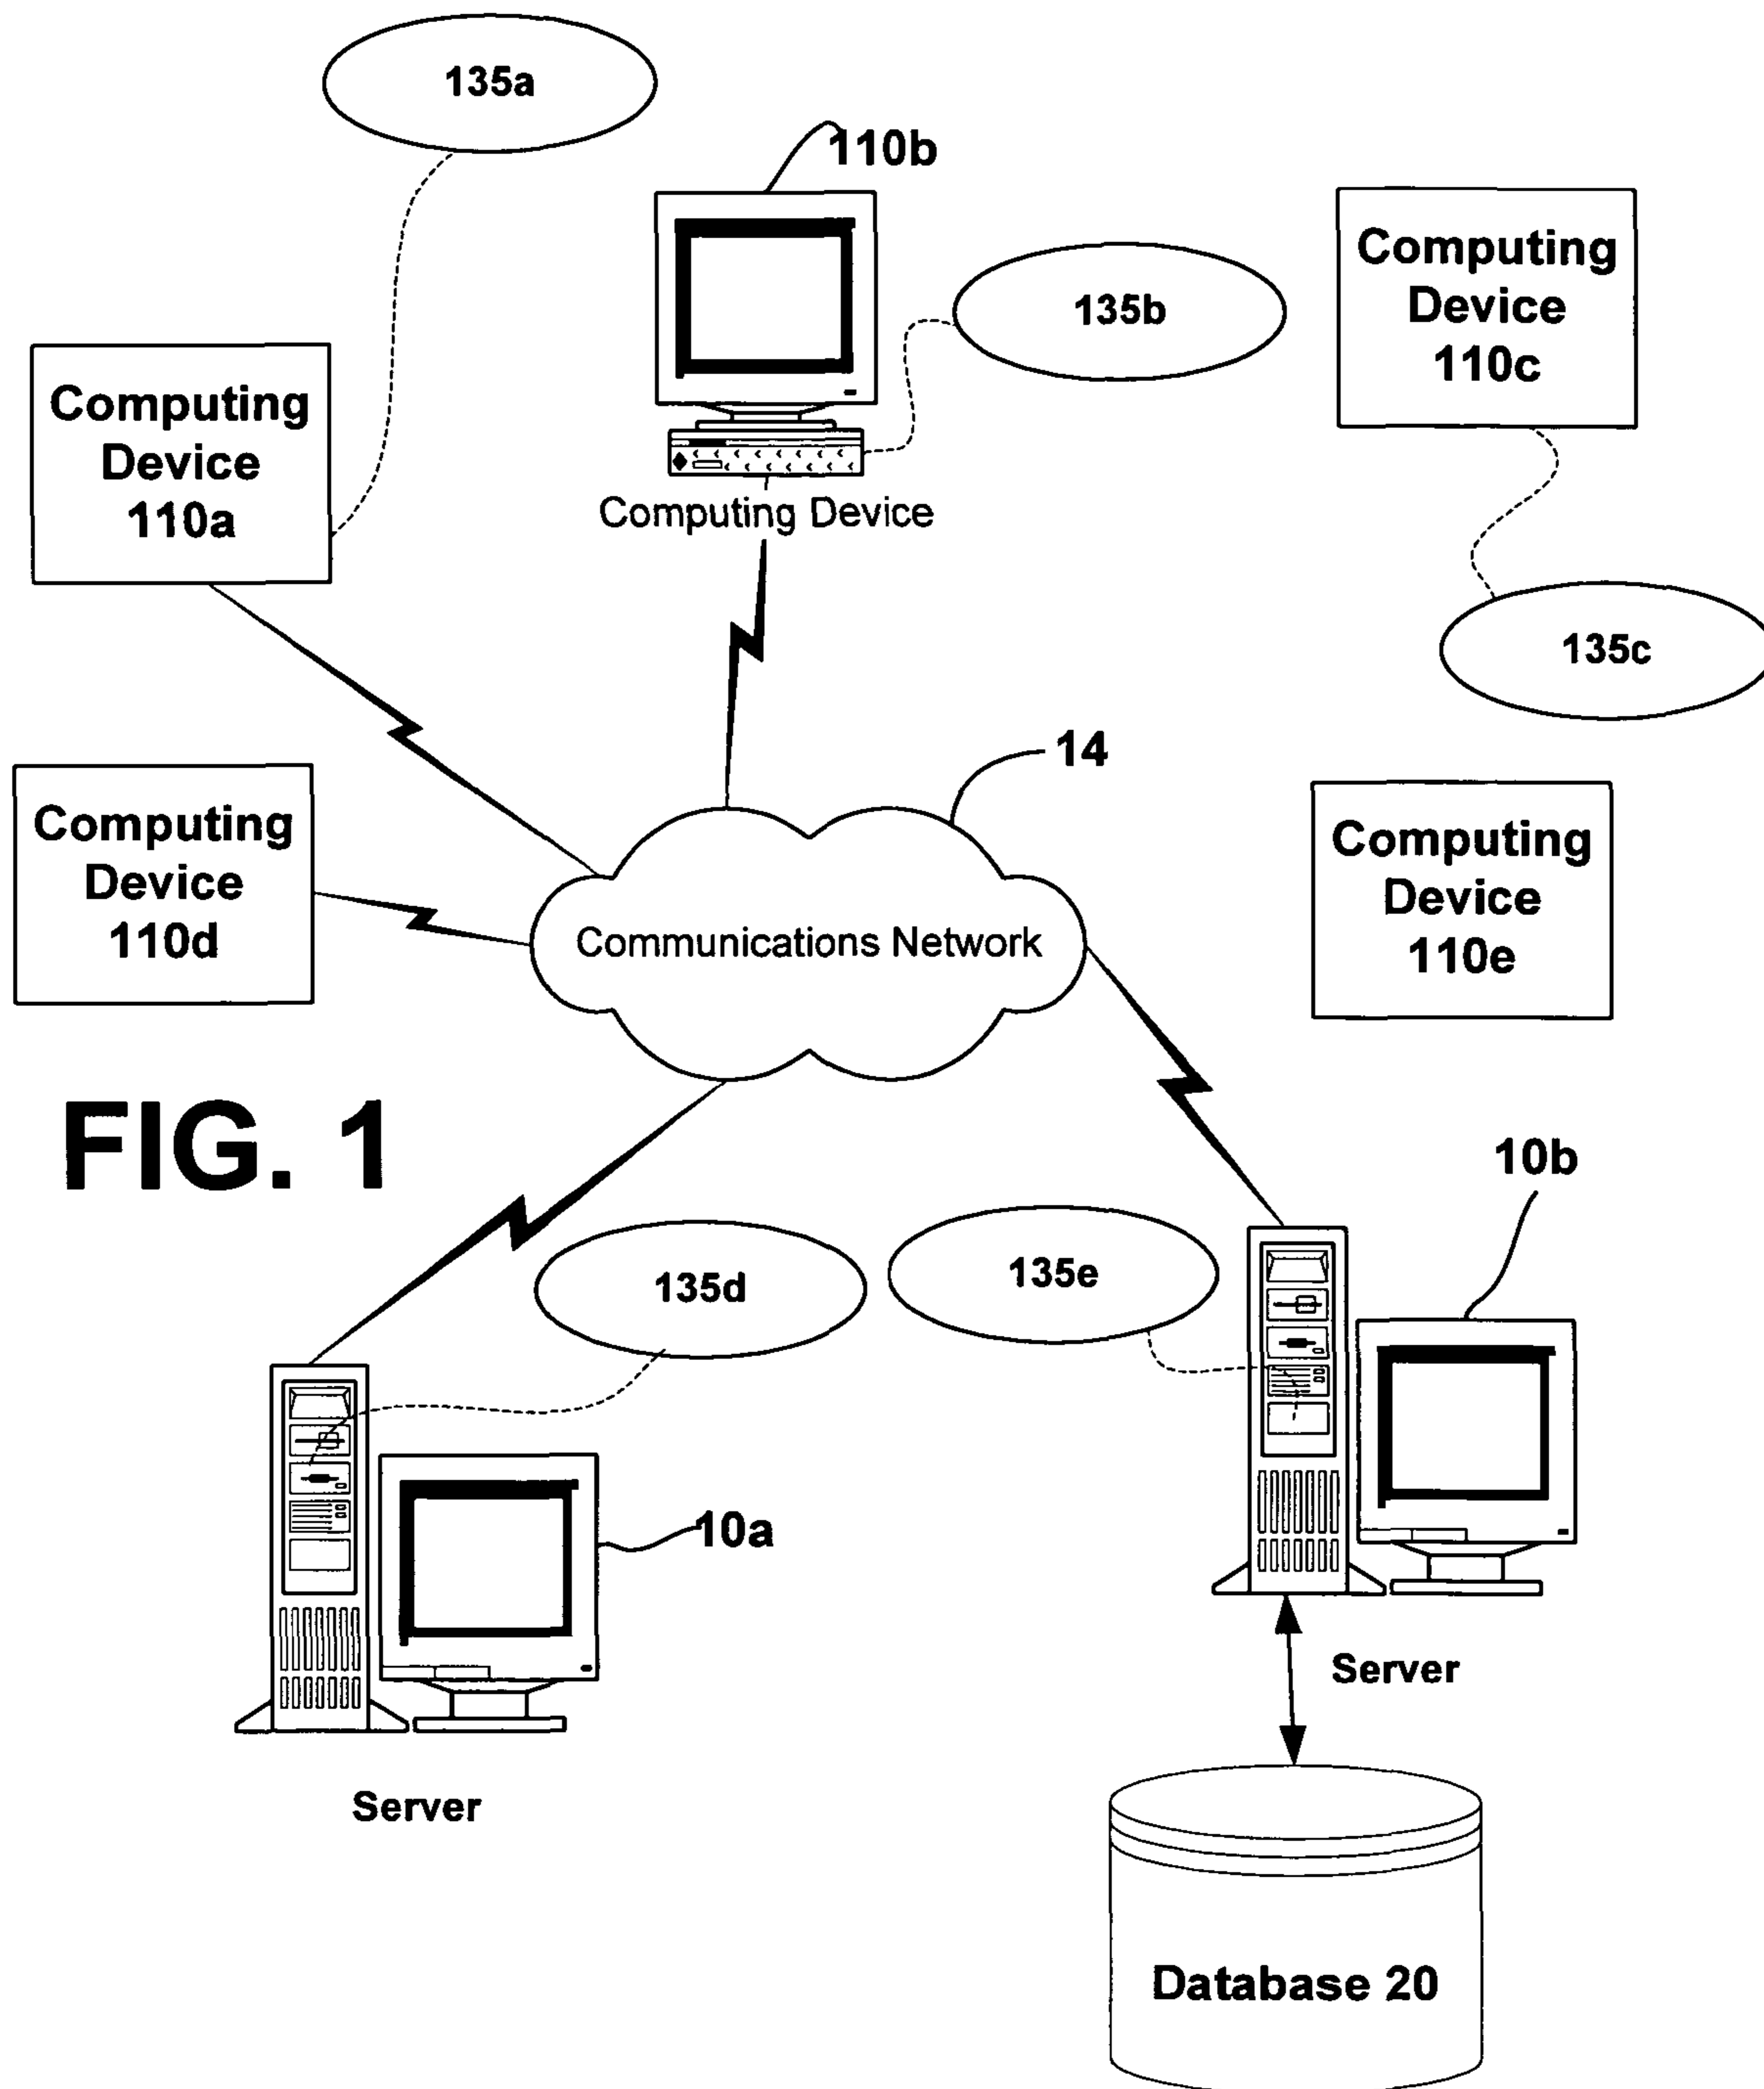 135a
110b
Computing
Device
110c
135b
Computing
Device
110a
Computing Device
135c
14
Computing
Device
110d
Computing
Device
110e
Communications Network
FIG. 1
10b
135d
135e
10a
Server
Server
Database 20